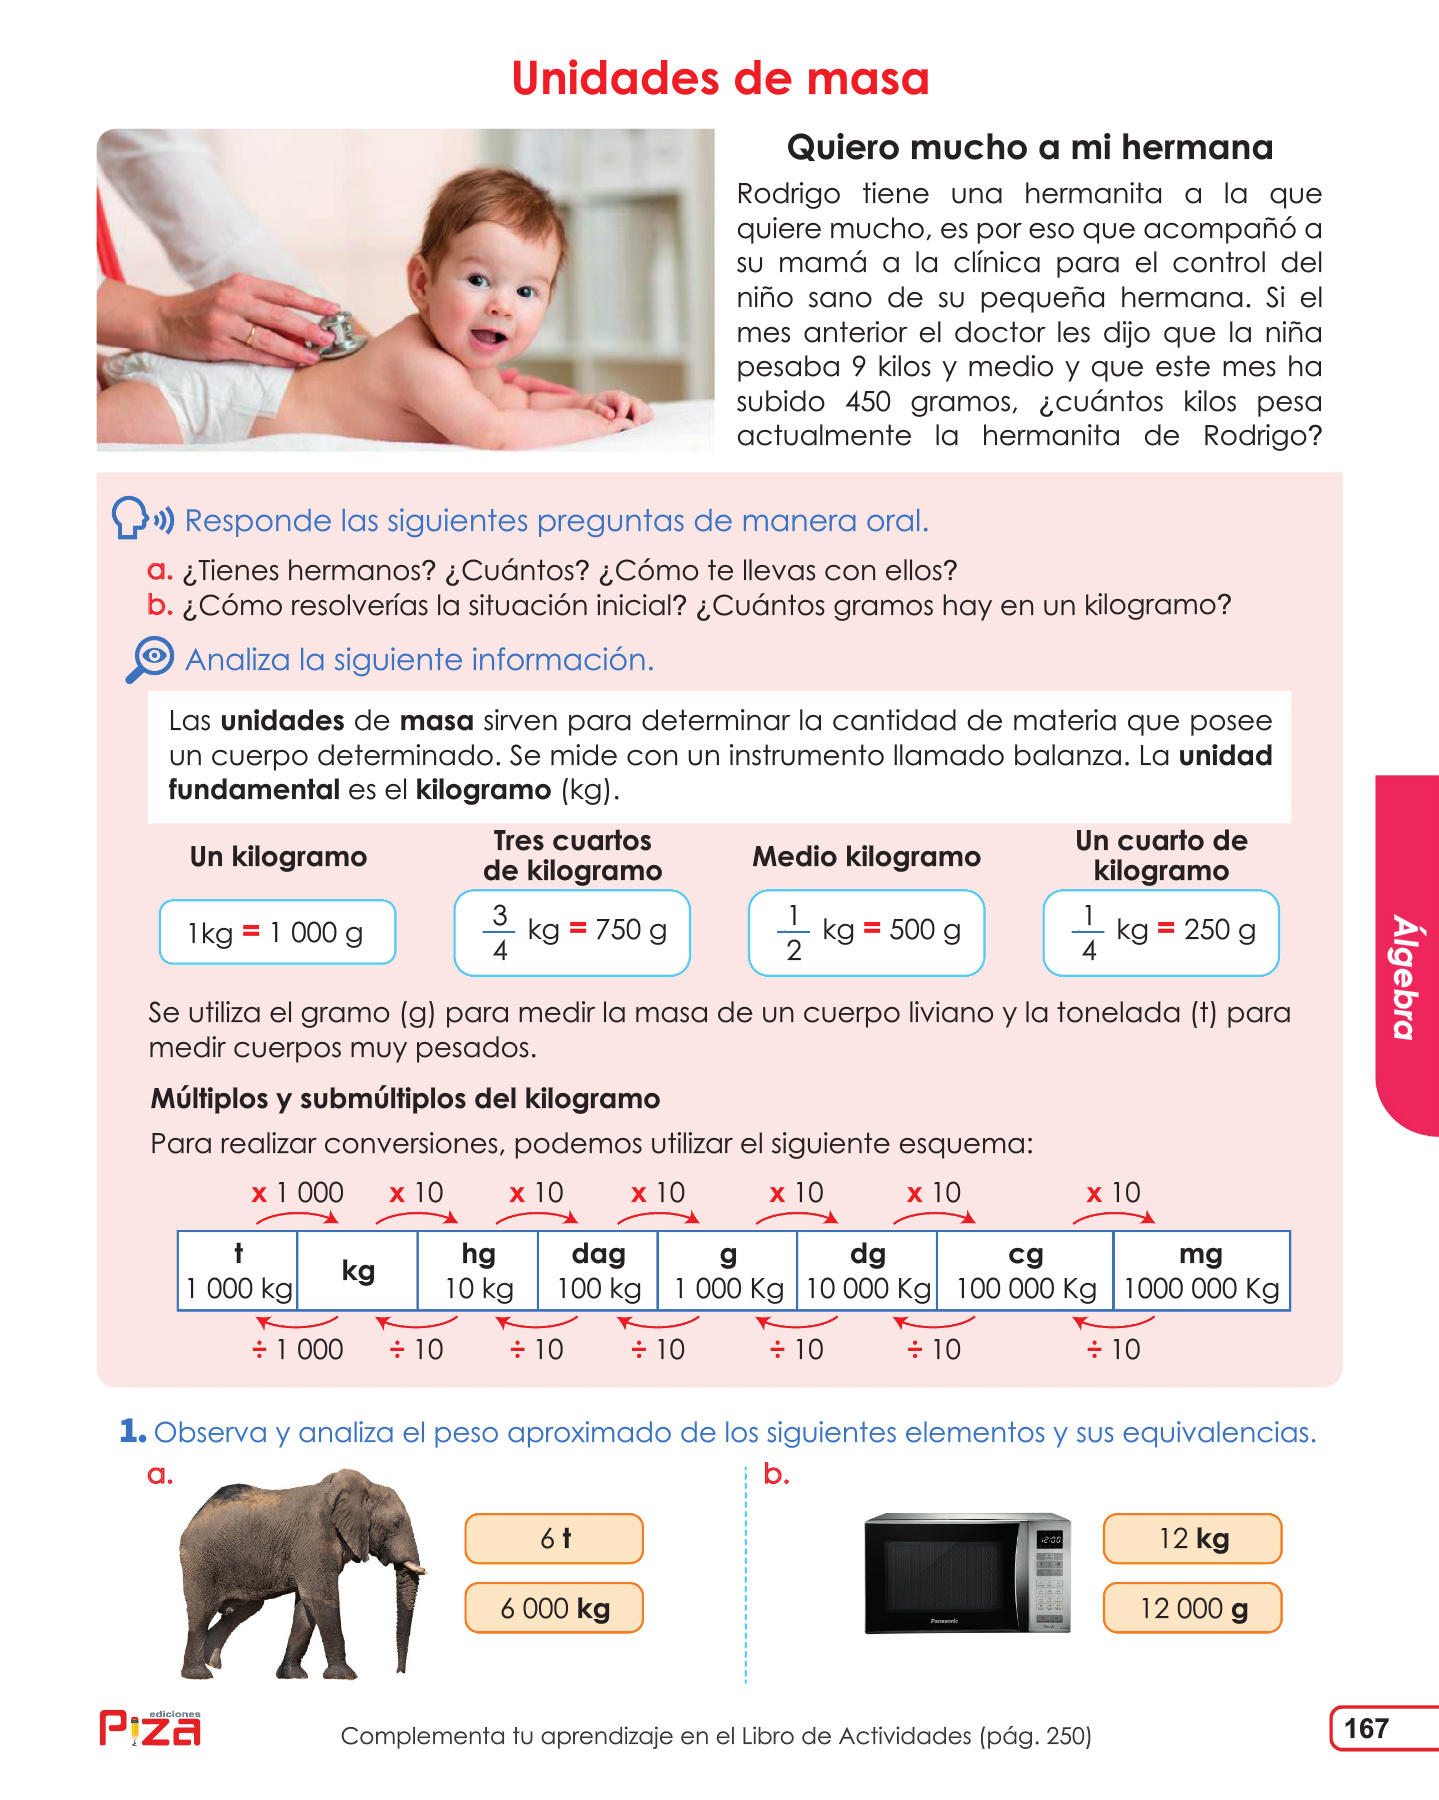 Unidades de masa
Quiero mucho a mi hermana
Rodrigo tiene una hermanita a la que
quiere mucho, es por eso que acompañó a
su mamá a la clínica para el control del
niño sano de su pequeña hermana. Si el
mes anterior el doctor les dijo que la niña
pesaba 9 kilos y medio y que este mes ha
subido 450 gramos, ¿cuántos kilos pesa
actualmente la hermanita de Rodrigo?
Responde las siguientes preguntas de manera oral.
a. ¿Tienes hermanos? ¿Cuántos? ¿Cómo te llevas con ellos?
b. ¿Cómo resolverías la situación inicial? ¿Cuántos gramos hay en un kilogramo?
Analiza la siguiente información.
Las unidades de masa sirven para determinar la cantidad de materia que posee
un cuerpo determinado. Se mide con un instrumento llamado balanza. La unidad
fundamental es el kilogramo (kg).
Un kilogramo
1kg = 1 000 g
Tres cuartos
de kilogramo
3/4 kg = 750 g
Medio kilogramo
1/2 kg = 500 g
Un cuarto de
kilogramo
1/4 kg = 250 g
Se utiliza el gramo (g) para medir la masa de un cuerpo liviano y la tonelada (t) para
medir cuerpos muy pesados.
Múltiplos y submúltiplos del kilogramo
Para realizar conversiones, podemos utilizar el siguiente esquema:
x 1 000 x 10 x 10 x 10 x 10 x 10 x 10
t kg hg dag g dg cg mg
1 000 kg 10 kg 100 kg 1 000 Kg 10 000 Kg 100 000 Kg 1000 000 Kg
÷ 1 000 ÷ 10 ÷ 10 ÷ 10 ÷ 10 ÷ 10 ÷ 10
1. Observa y analiza el peso aproximado de los siguientes elementos y sus equivalencias.
a.
6 t
6 000 kg
b.
12:00
Panasonic
12 kg
12 000 g
Álgebra
ediciones
PIZA
Complementa tu aprendizaje en el Libro de Actividades (pág. 250)
167